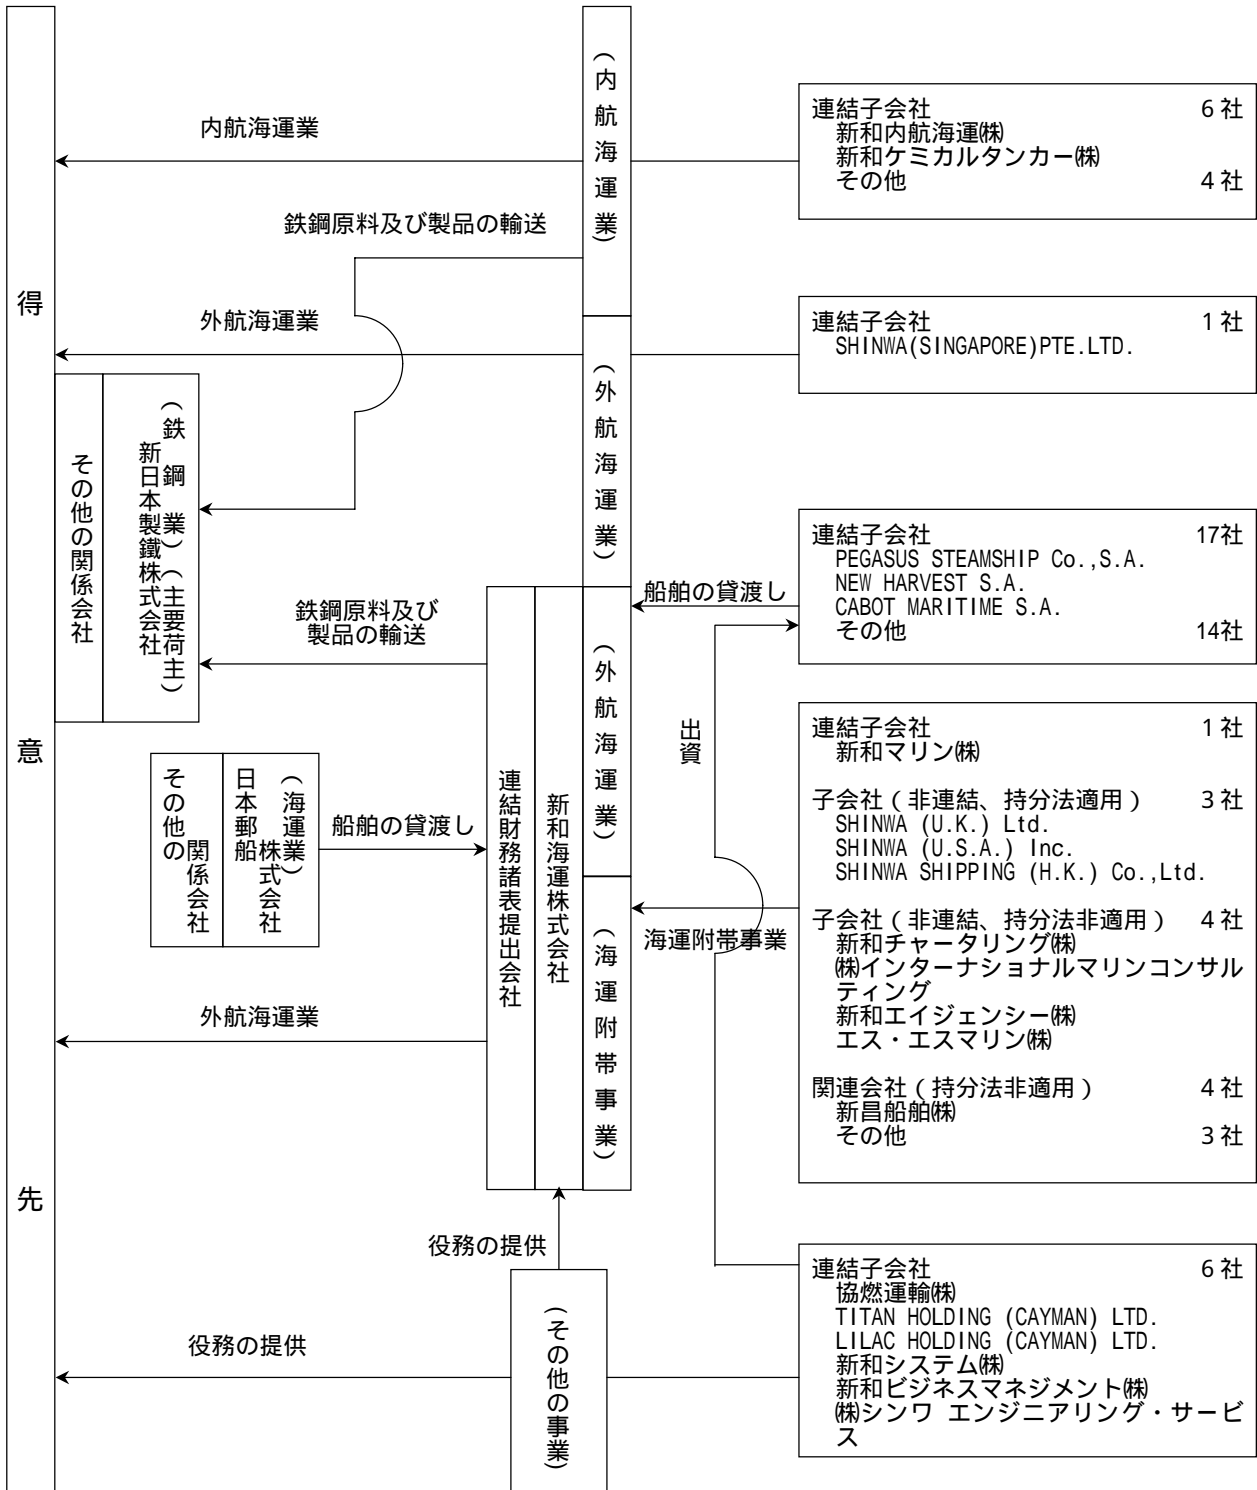 得意先
内航海運業
鉄鋼原料及び製品の輸送
外航海運業
(鉄鋼業)(主要荷主)
新日本製鐵株式会社
その他の関係会社
鉄鋼原料及び
製品の輸送
(海運業)
日本郵船株式会社
その他の関係会社
船舶の貸渡し
外航海運業
役務の提供
役務の提供
(内航海運業)
(外航海運業)
(外航海運業)
(海運附帯事業)
新和海運株式会社
連結財務諸表提出会社
(その他の事業)
船舶の貸渡し
出資
海運附帯事業
連結子会社 6社
新和内航海運㈱
新和ケミカルタンカー㈱
その他 4社
連結子会社 1社
SHINWA(SINGAPORE)PTE.LTD.
連結子会社 17社
PEGASUS STEAMSHIP Co.,S.A.
NEW HARVEST S.A.
CABOT MARITIME S.A.
その他 14社
連結子会社 1社
新和マリン㈱
子会社(非連結、持分法適用) 3社
SHINWA (U.K.) Ltd.
SHINWA (U.S.A.) Inc.
SHINWA SHIPPING (H.K.) Co.,Ltd.
子会社(非連結、持分法非適用) 4社
新和チャータリング㈱
㈱インターナショナルマリンコンサル
ティング
新和エイジェンシー㈱
エス・エスマリン㈱
関連会社(持分法非適用) 4社
新昌船舶㈱
その他 3社
連結子会社 6社
協燃運輸㈱
TITAN HOLDING (CAYMAN) LTD.
LILAC HOLDING (CAYMAN) LTD.
新和システム㈱
新和ビジネスマネジメント㈱
㈱シンワ エンジニアリング・サービ
ス